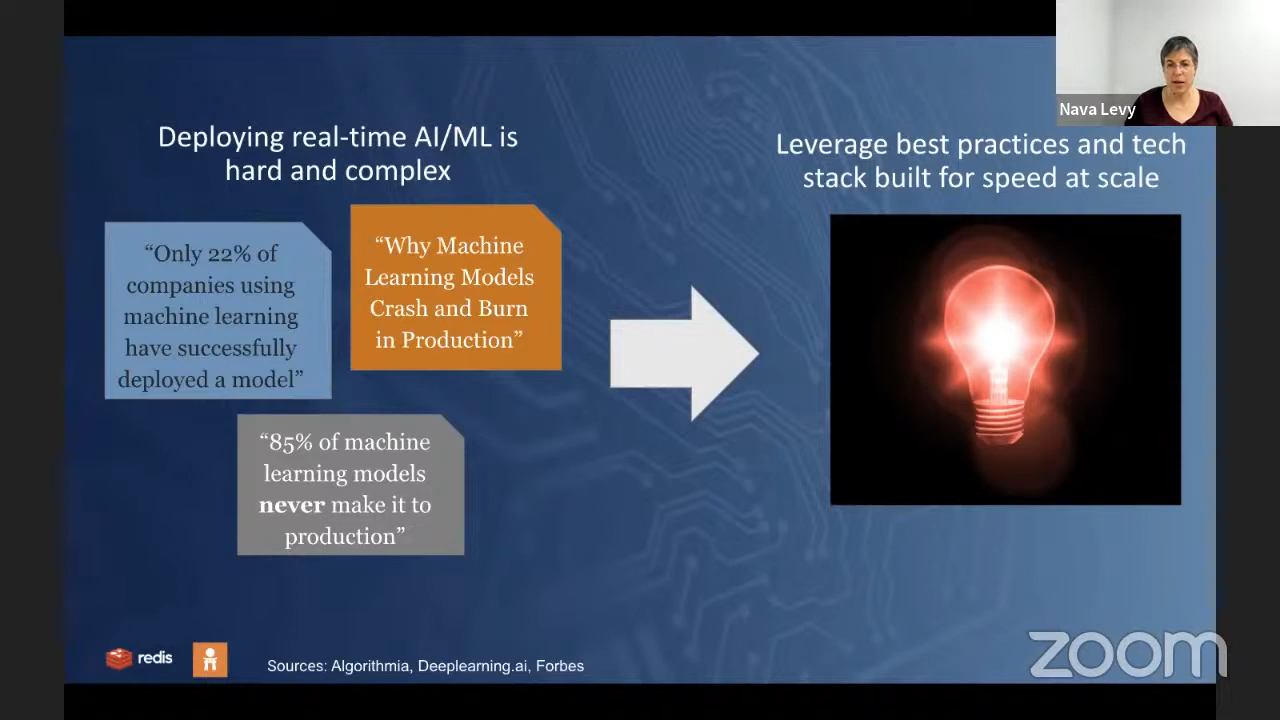 Nava Levy
Deploying real-time AI/ML is
hard and complex
Leverage best practices and tech
stack built for speed at scale
“Only 22% of
companies using
machine learning
have successfully
deployed a model”
“Why Machine
Learning Models
Crash and Burn
in Production”
“85% of machine
learning models
never make it to
production”
redis
Sources: Algorithmia, Deeplearning.ai, Forbes
zoom